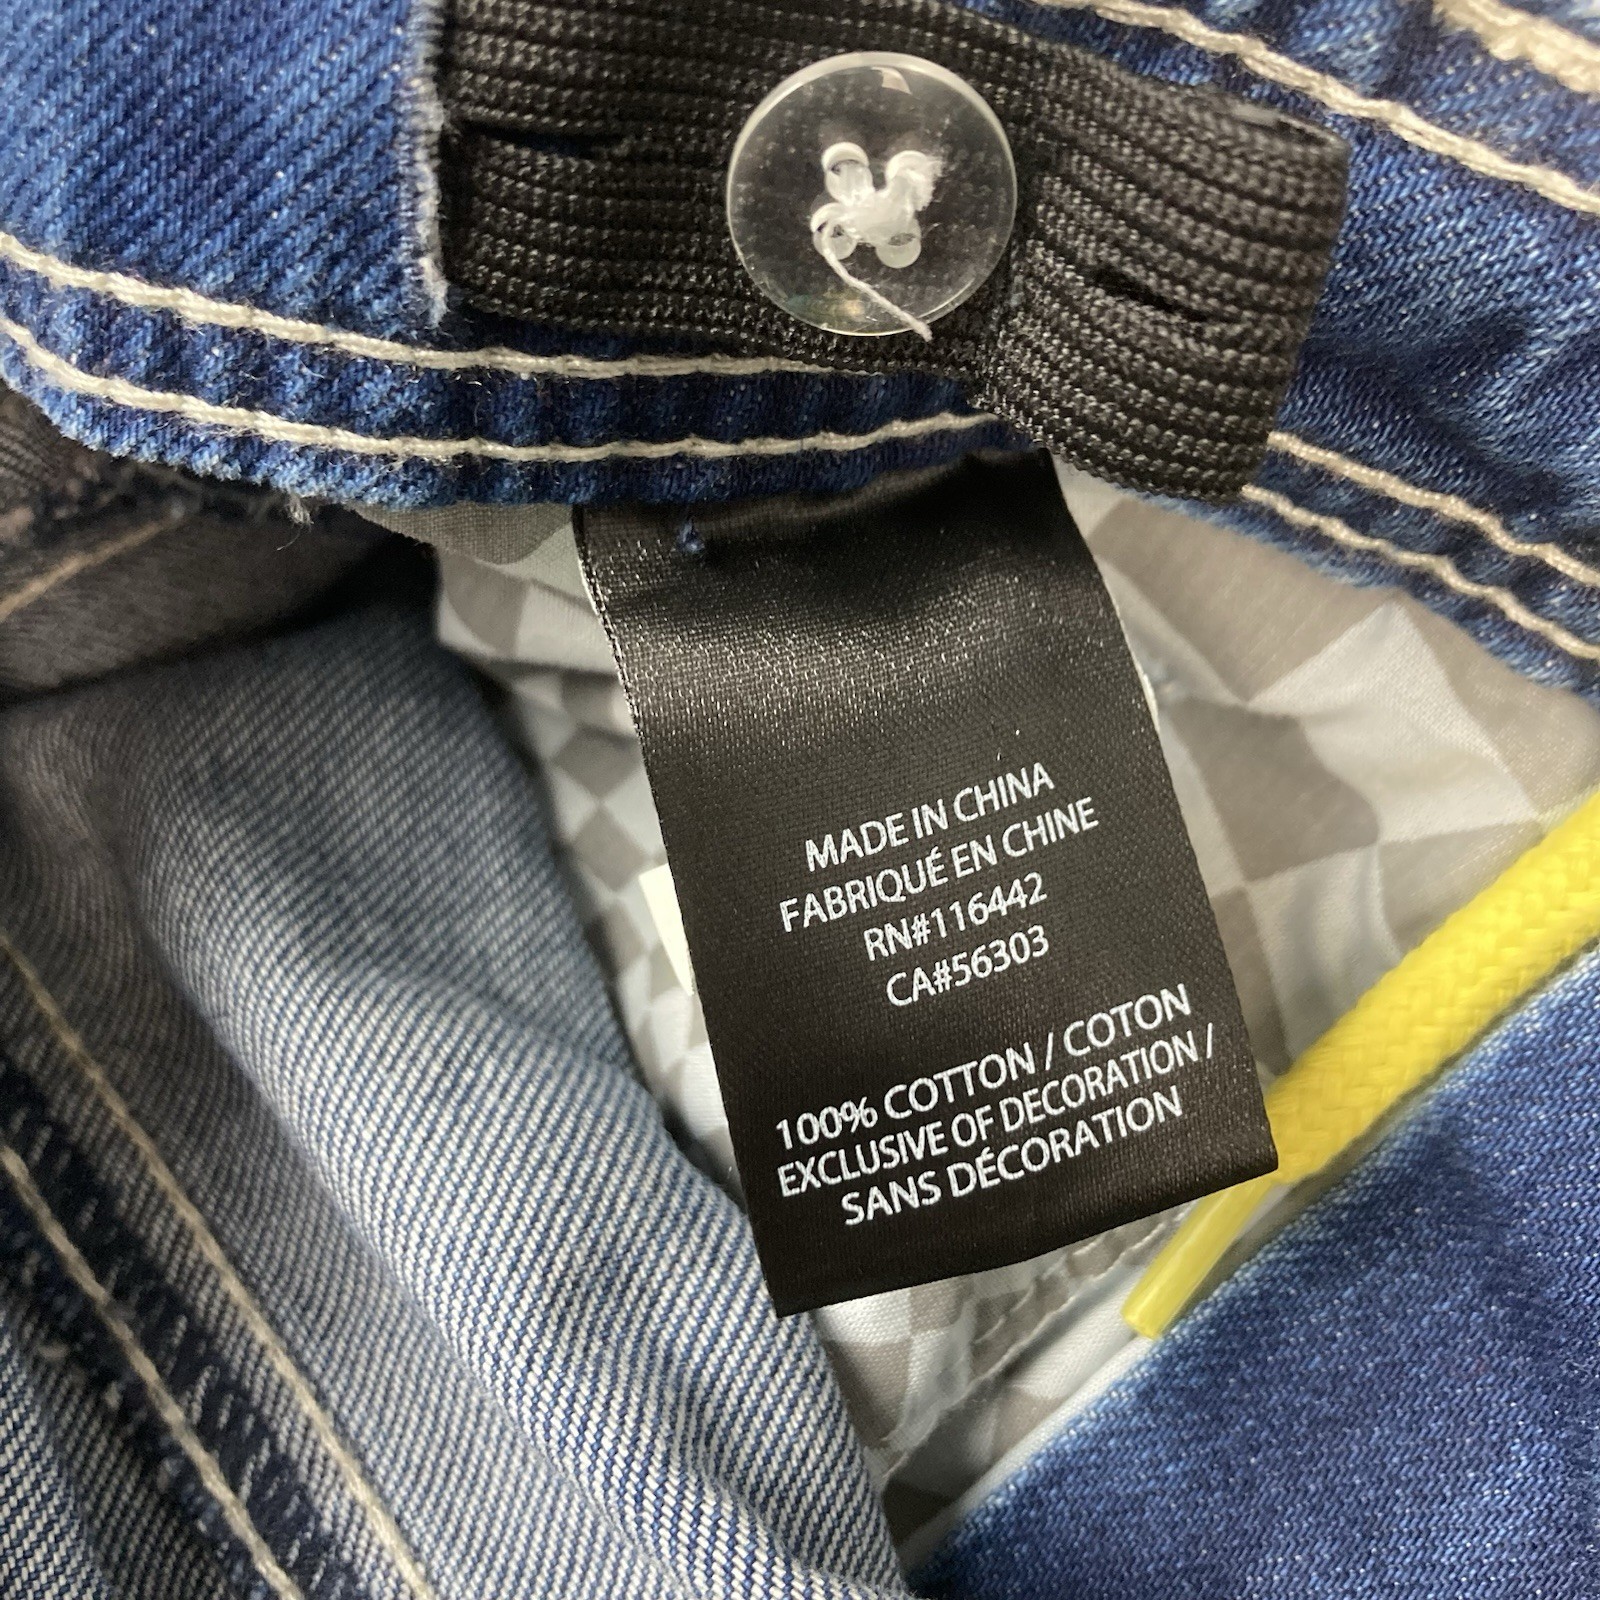 MADE IN CHINA
FABRIQUÉ EN CHINE
RN#116442
CA#56303
100% COTTON / COTON
EXCLUSIVE OF DECORATION /
SANS DÉCORATION